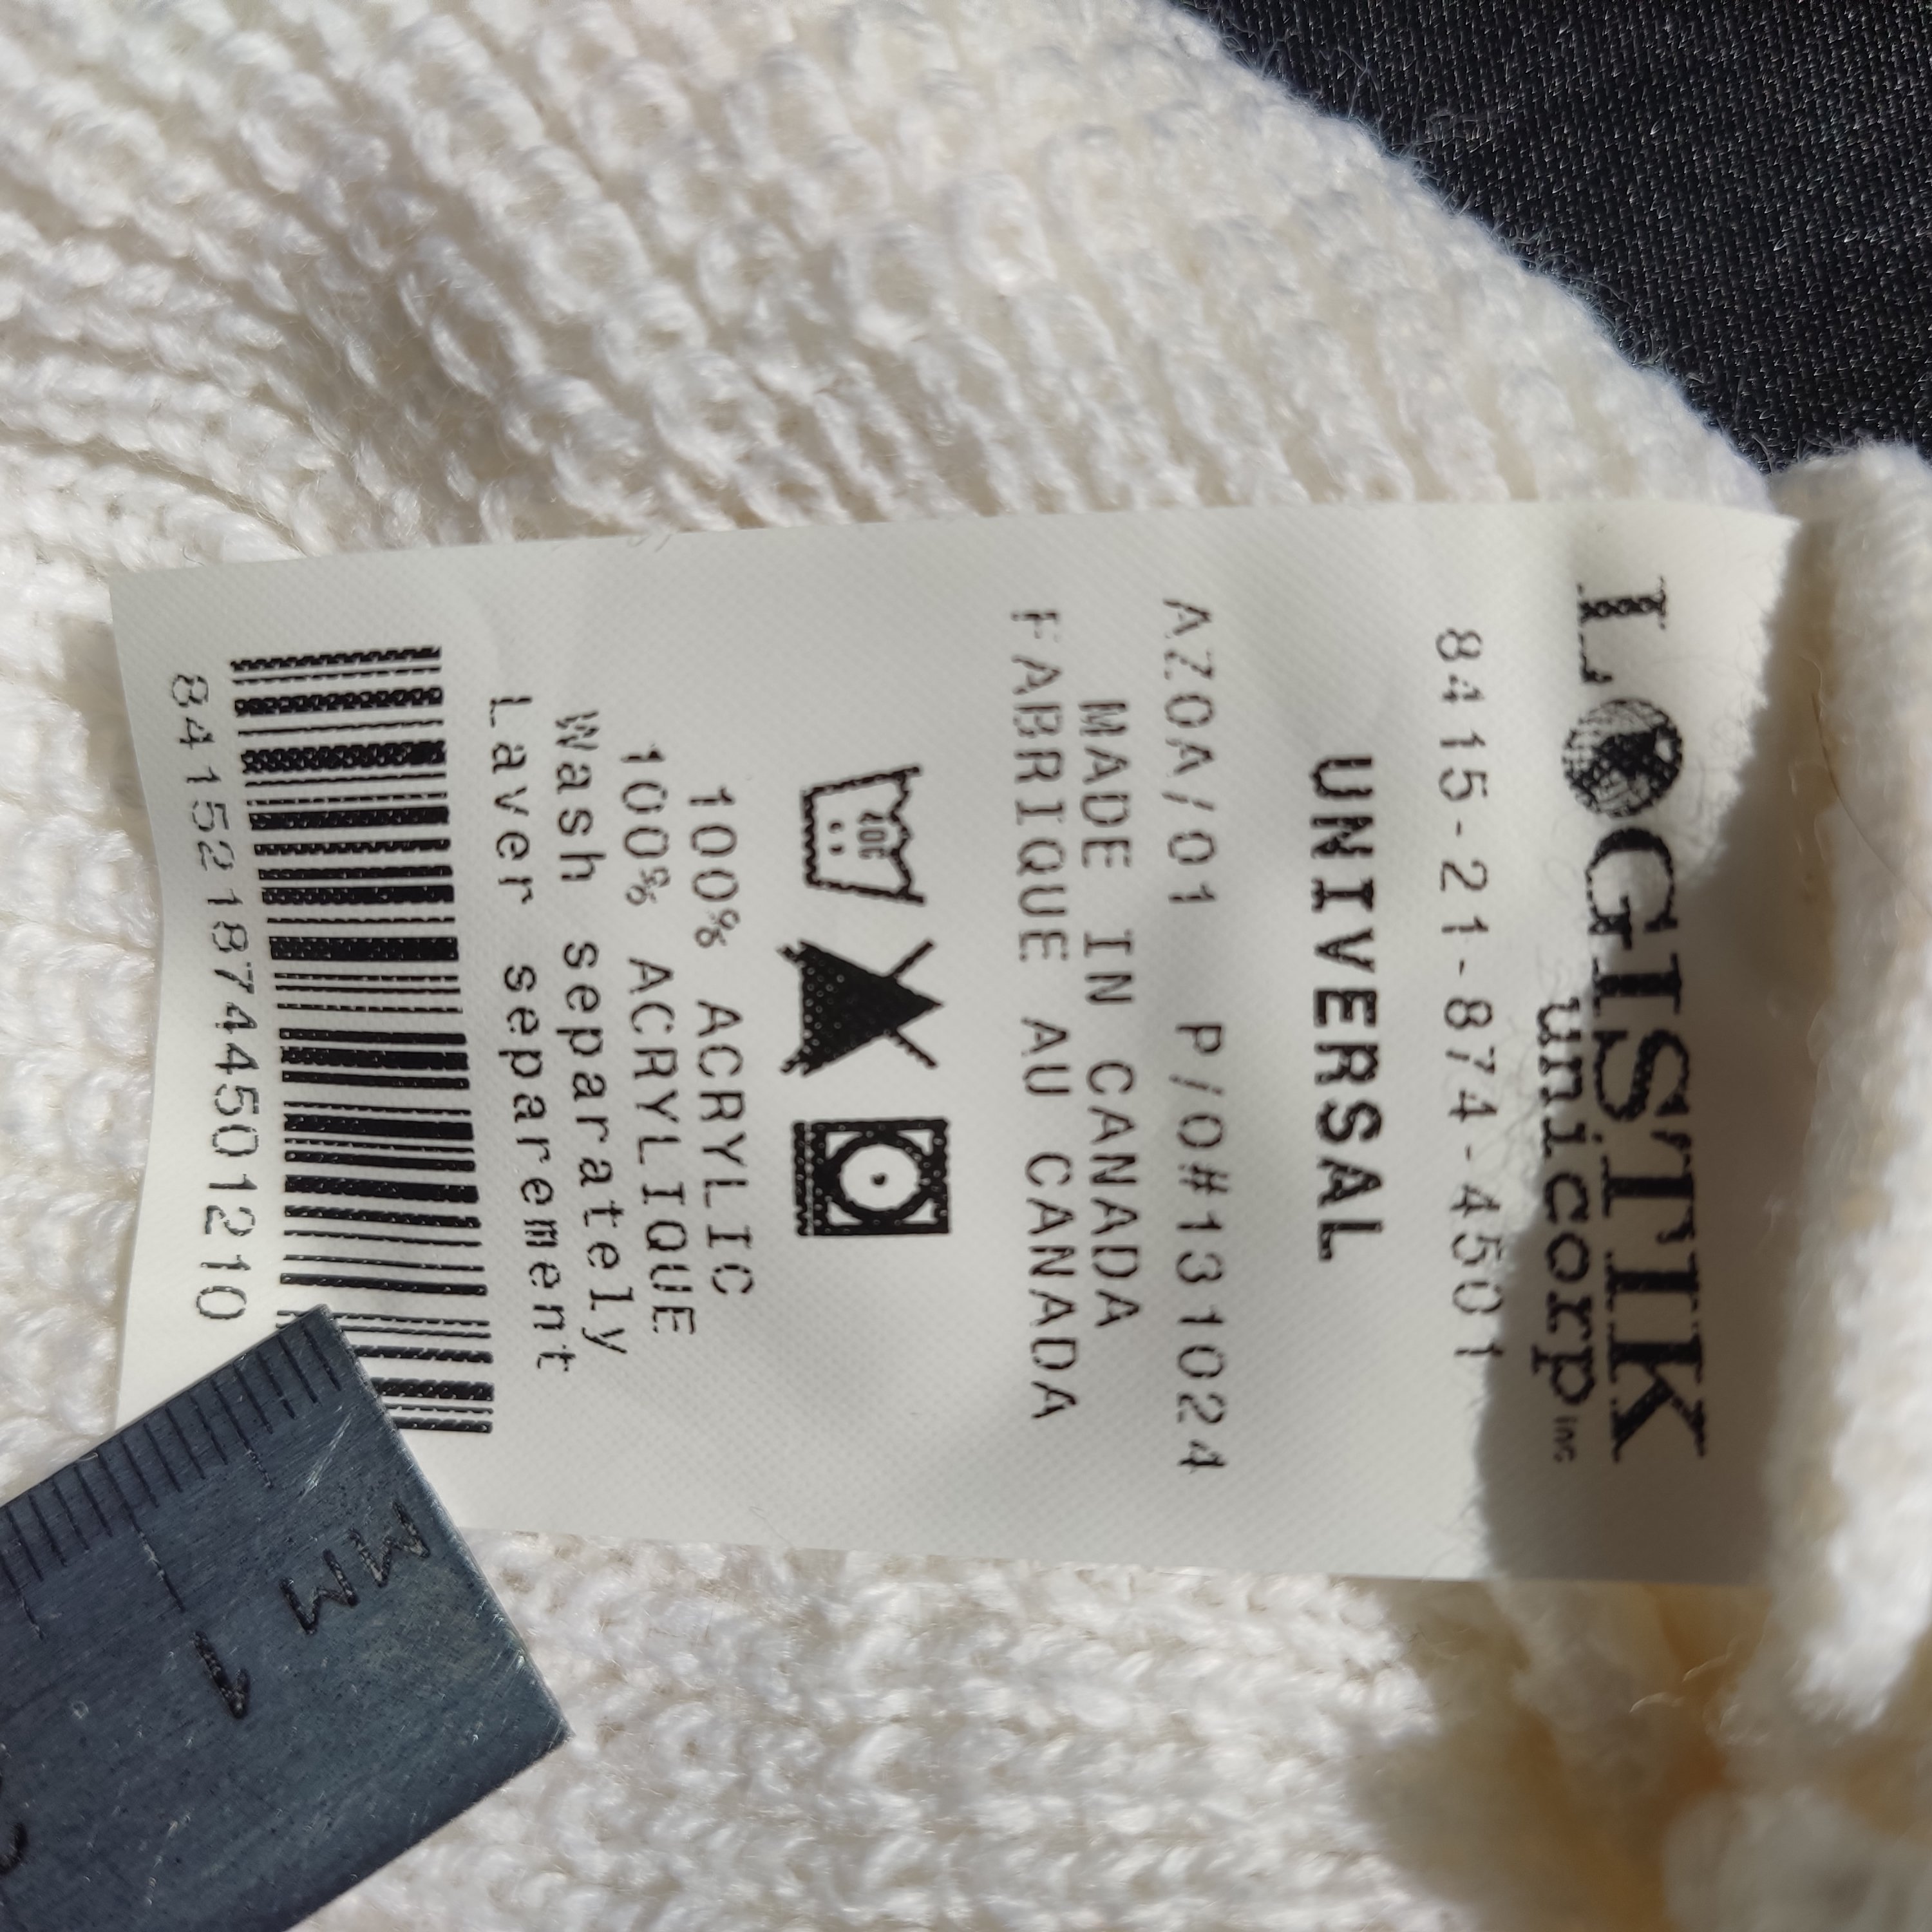 LOGISTIK
unicorp inc
8415-21-874-4501
UNIVERSAL
AZOA/01 P/O#131024
MADE IN CANADA
FABRIQUE AU CANADA
40C
100% ACRYLIC
100% ACRYLIQUE
Wash separately
Laver separement
8415218744501210
MM
1